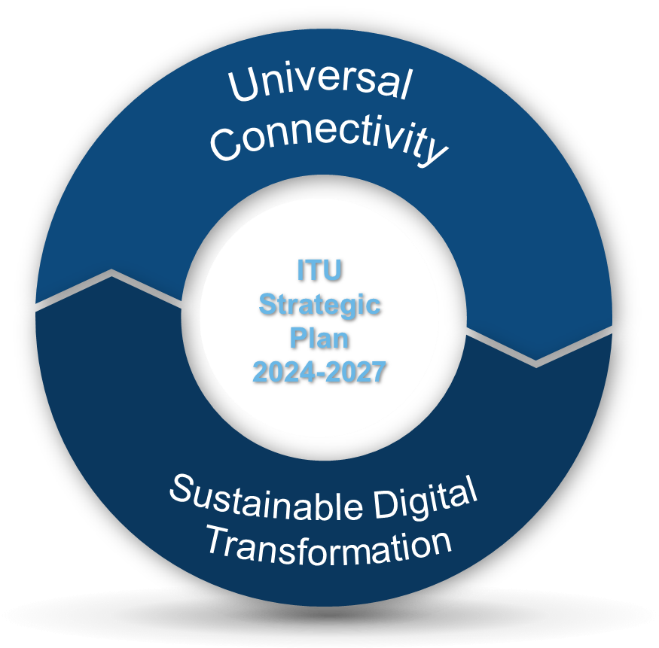 Universal
Connectivity
ITU
Strategic
Plan
2024-2027
Sustainable Digital
Transformation